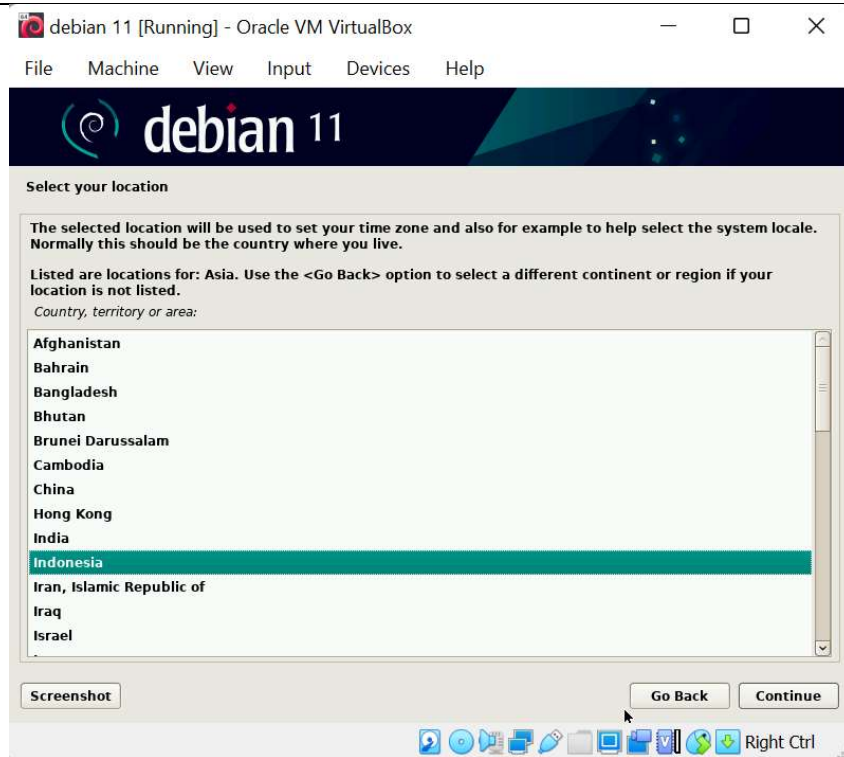 debian 11 [Running] - Oracle VM VirtualBox
File Machine View Input Devices Help
debian 11
Select your location
The selected location will be used to set your time zone and also for example to help select the system locale.
Normally this should be the country where you live.
Listed are locations for: Asia. Use the <Go Back> option to select a different continent or region if your
location is not listed.
Country, territory or area:
Afghanistan
Bahrain
Bangladesh
Bhutan
Brunei Darussalam
Cambodia
China
Hong Kong
India
Indonesia
Iran, Islamic Republic of
Iraq
Israel
Screenshot
Go Back
Continue
Right Ctrl